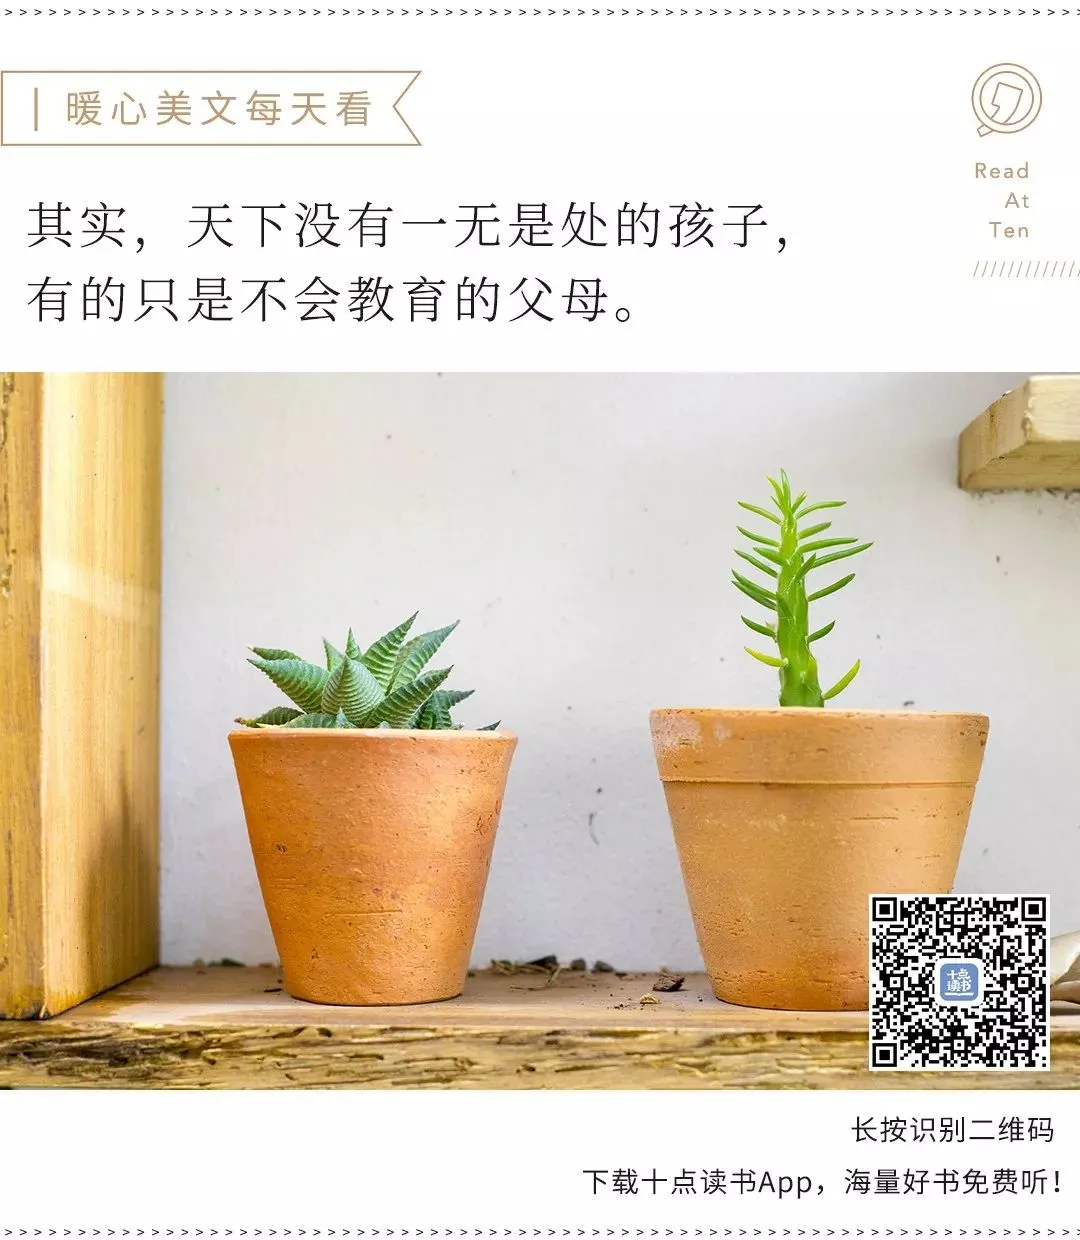 暖心美文每天看
Read
At
Ten
其实，天下没有一无是处的孩子，
有的只是不会教育的父母。
十点
读书
长按识别二维码
下载十点读书App，海量好书免费听！